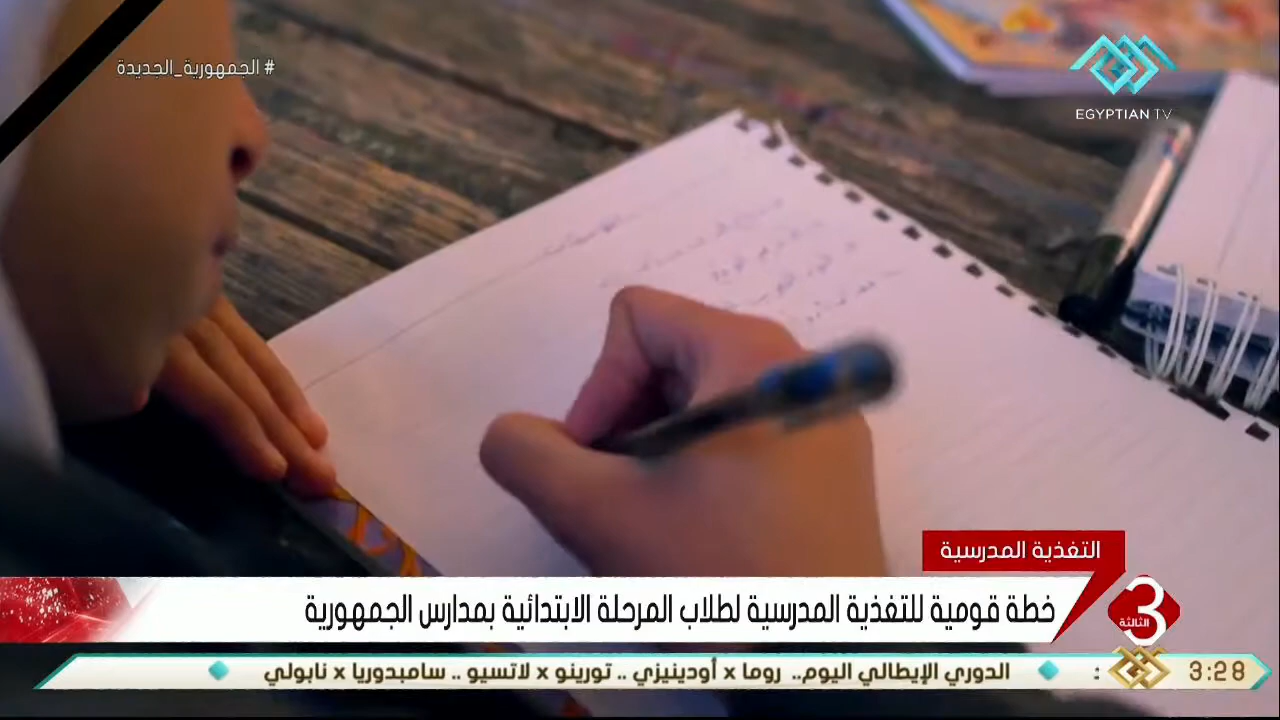 # الجمهورية_الجديدة
EGYPTIAN TV
التغذية المدرسية
خطة قومية للتغذية المدرسية لطلاب المرحلة الابتدائية بمدارس الجمهورية
3
الثالثة
3:28
الدوري الإيطالي اليوم.. روما x أودينيزي .. تورينو x لاتسيو .. سامبدوريا x نابولي